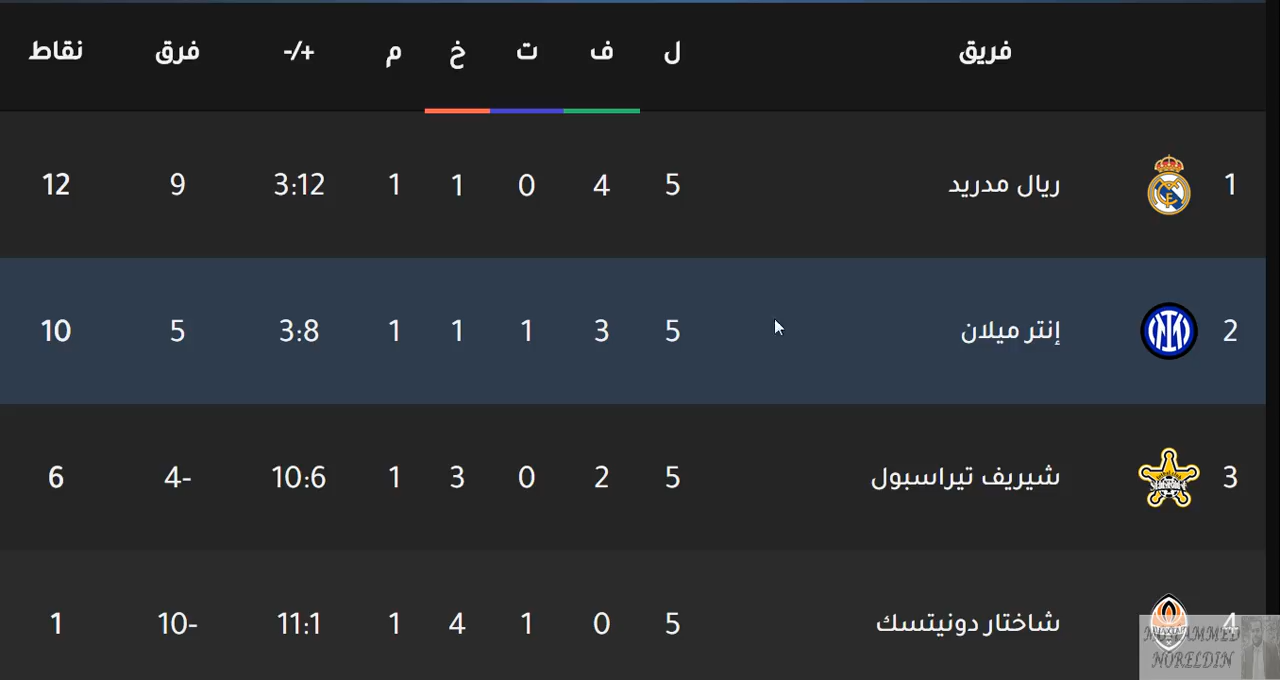 فريق ل ف ت خ م +/- فرق نقاط
1 ريال مدريد 5 4 0 1 1 3:12 9 12
2 إنتر ميلان 5 3 1 1 1 3:8 5 10
3 شيريف تيراسبول 5 2 0 3 1 10:6 4- 6
4 شاختار دونيتسك 5 0 1 4 1 11:1 10- 1
MOHAMMED
NORELDIN